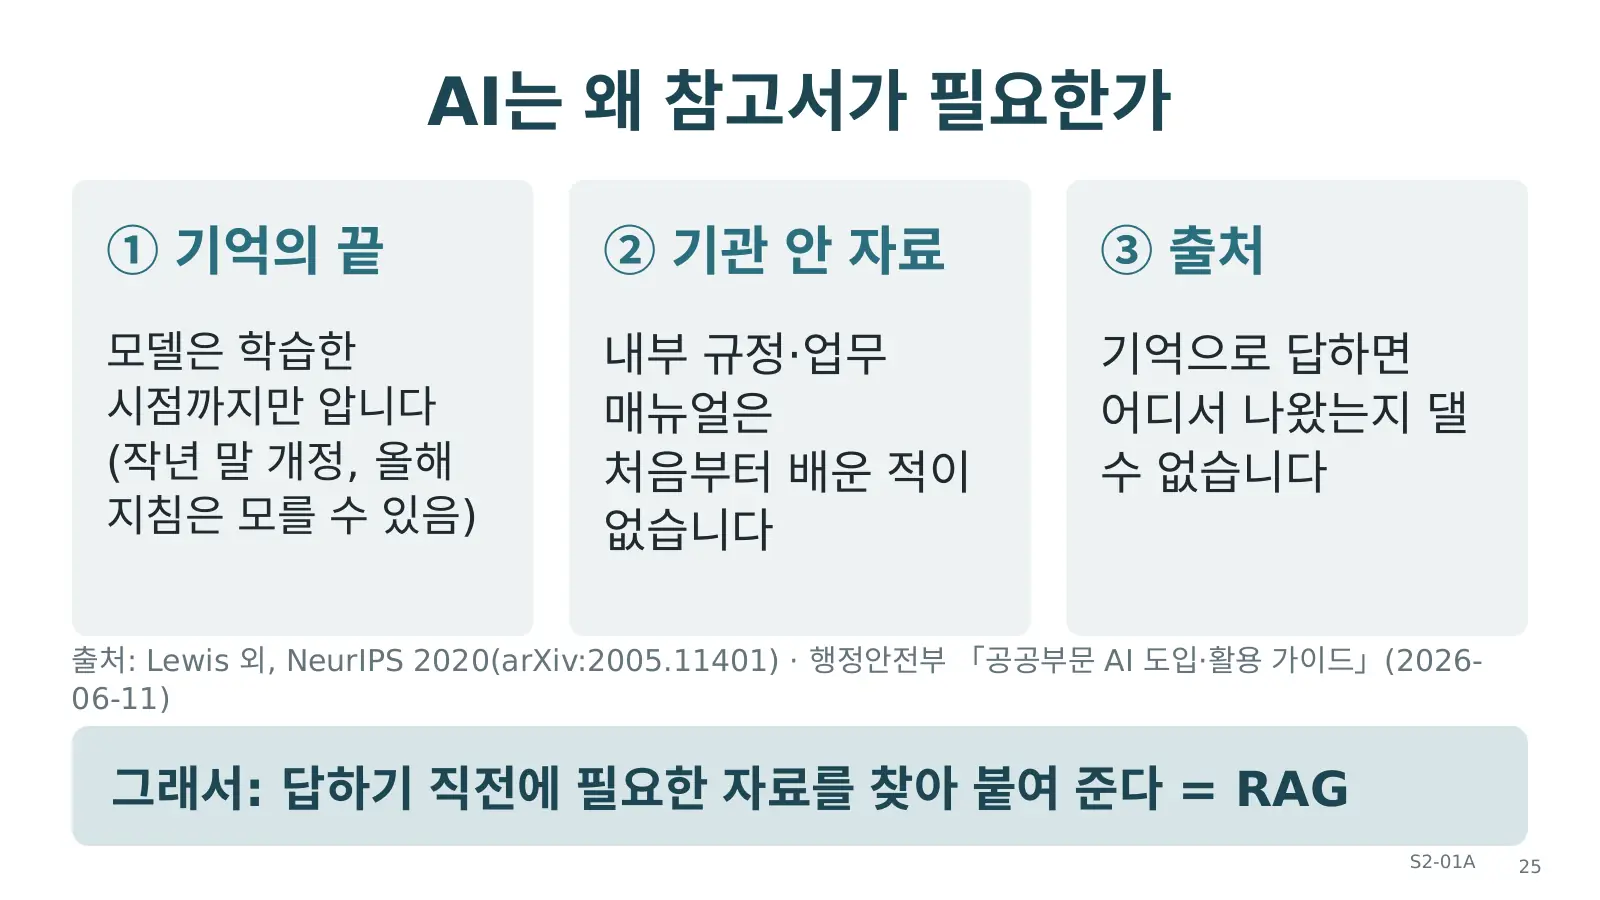 AI는 왜 참고서가 필요한가
① 기억의 끝
모델은 학습한
시점까지만 압니다
(작년 말 개정, 올해
지침은 모를 수 있음)
② 기관 안 자료
내부 규정·업무
매뉴얼은
처음부터 배운 적이
없습니다
③ 출처
기억으로 답하면
어디서 나왔는지 댈
수 없습니다
출처: Lewis 외, NeurIPS 2020(arXiv:2005.11401) · 행정안전부 「공공부문 AI 도입·활용 가이드」(2026-
06-11)
그래서: 답하기 직전에 필요한 자료를 찾아 붙여 준다 = RAG
S2-01A
25